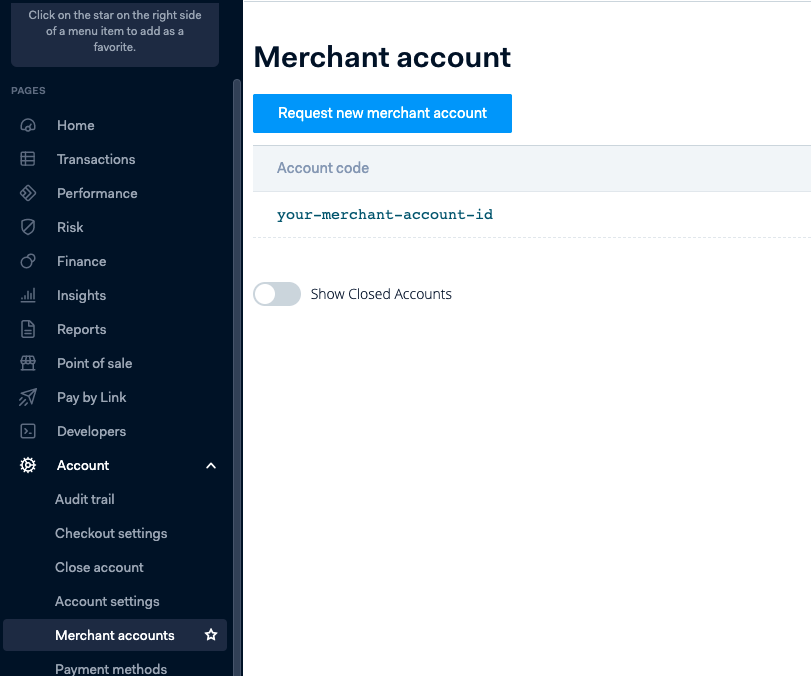 Click on the star on the right side
of a menu item to add as a
favorite.
PAGES
Home
Transactions
Performance
Risk
Finance
Insights
Reports
Point of sale
Pay by Link
Developers
Account
Audit trail
Checkout settings
Close account
Account settings
Merchant accounts
Payment methods
Merchant account
Request new merchant account
Account code
your-merchant-account-id
Show Closed Accounts